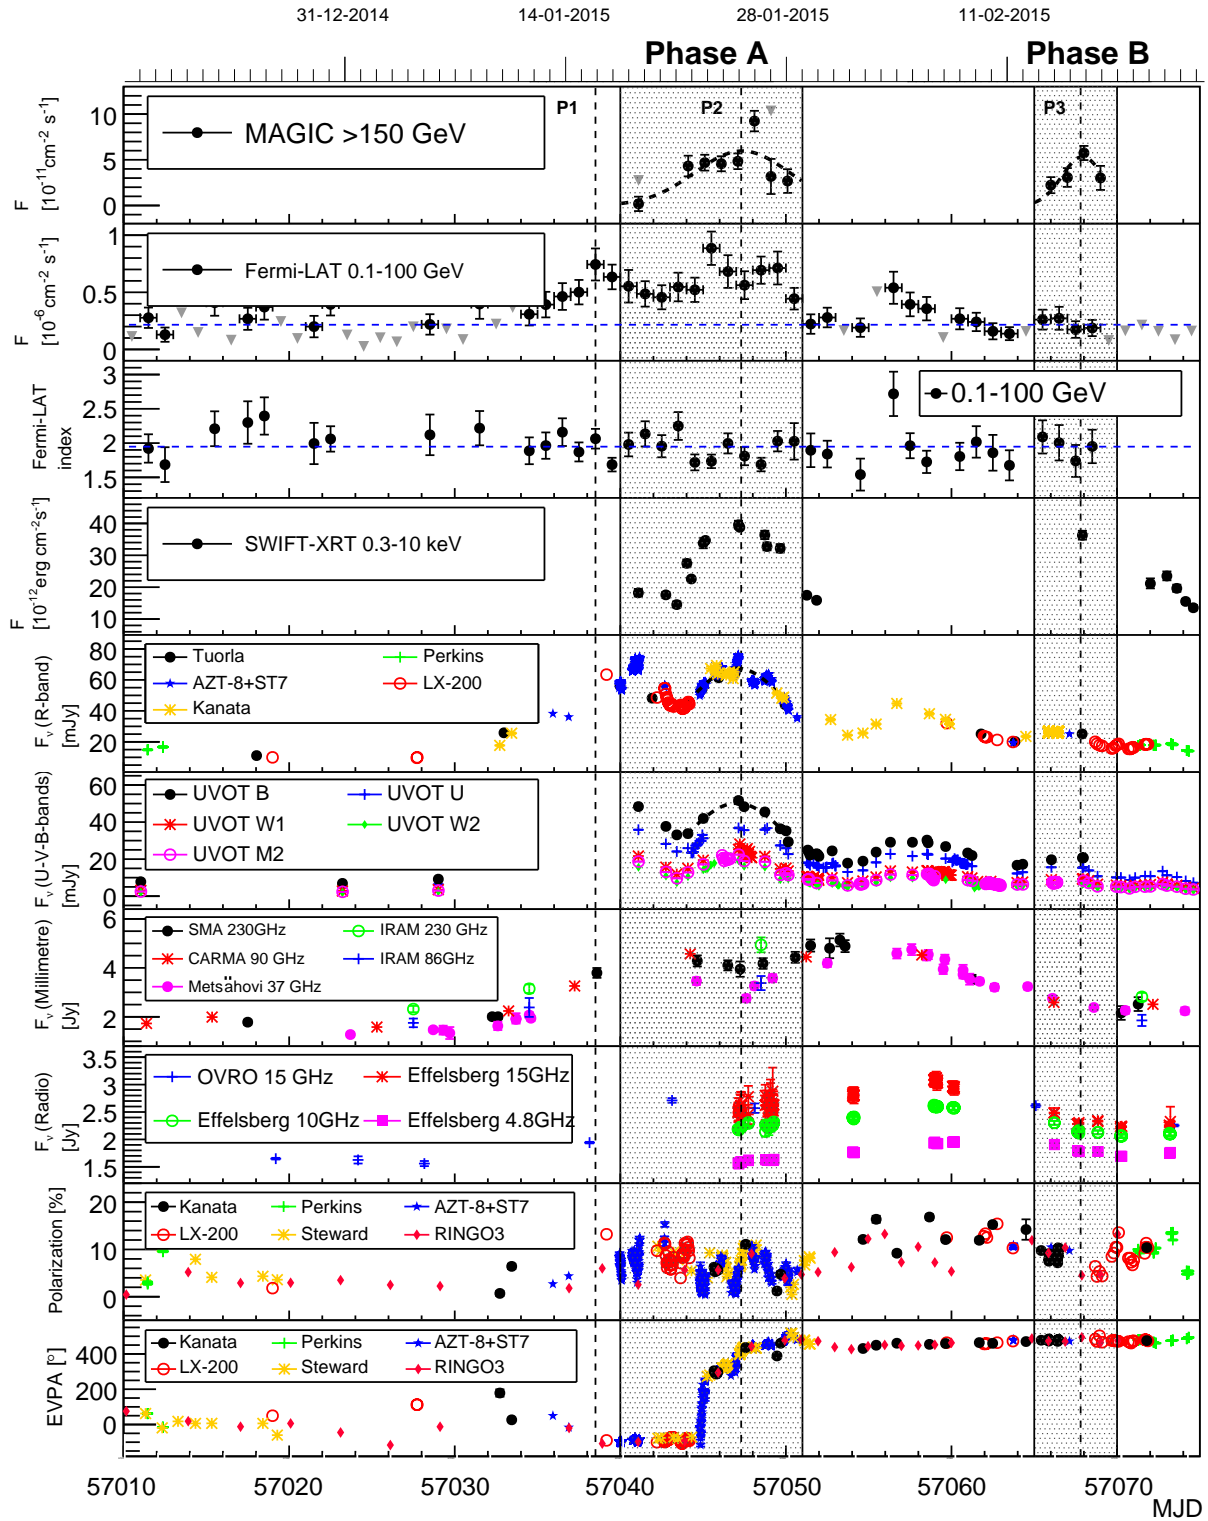 31-12-2014 14-01-2015 28-01-2015 11-02-2015
Phase A Phase B
P1 P2 P3
MAGIC >150 GeV
F
[10⁻¹¹cm⁻² s⁻¹]
10
5
0
Fermi-LAT 0.1-100 GeV
F
[10⁻⁶cm⁻² s⁻¹]
1
0.5
0
0.1-100 GeV
Fermi-LAT
index
3
2.5
2
1.5
SWIFT-XRT 0.3-10 keV
F
[10⁻¹²erg cm⁻²s⁻¹]
40
30
20
10
Tuorla Perkins
AZT-8+ST7 LX-200
Kanata
Fᵥ (R-band)
[mJy]
80
60
40
20
UVOT B UVOT U
UVOT W1 UVOT W2
UVOT M2
Fᵥ (U-V-B-bands)
[mJy]
60
40
20
0
SMA 230GHz IRAM 230 GHz
CARMA 90 GHz IRAM 86GHz
Metsähovi 37 GHz
Fᵥ (Millimetre)
[Jy]
6
4
2
OVRO 15 GHz Effelsberg 15GHz
Effelsberg 10GHz Effelsberg 4.8GHz
Fᵥ (Radio)
[Jy]
3.5
3
2.5
2
1.5
Kanata Perkins AZT-8+ST7
LX-200 Steward RINGO3
Polarization [%]
20
10
0
Kanata Perkins AZT-8+ST7
LX-200 Steward RINGO3
EVPA [°]
400
200
0
57010 57020 57030 57040 57050 57060 57070
MJD